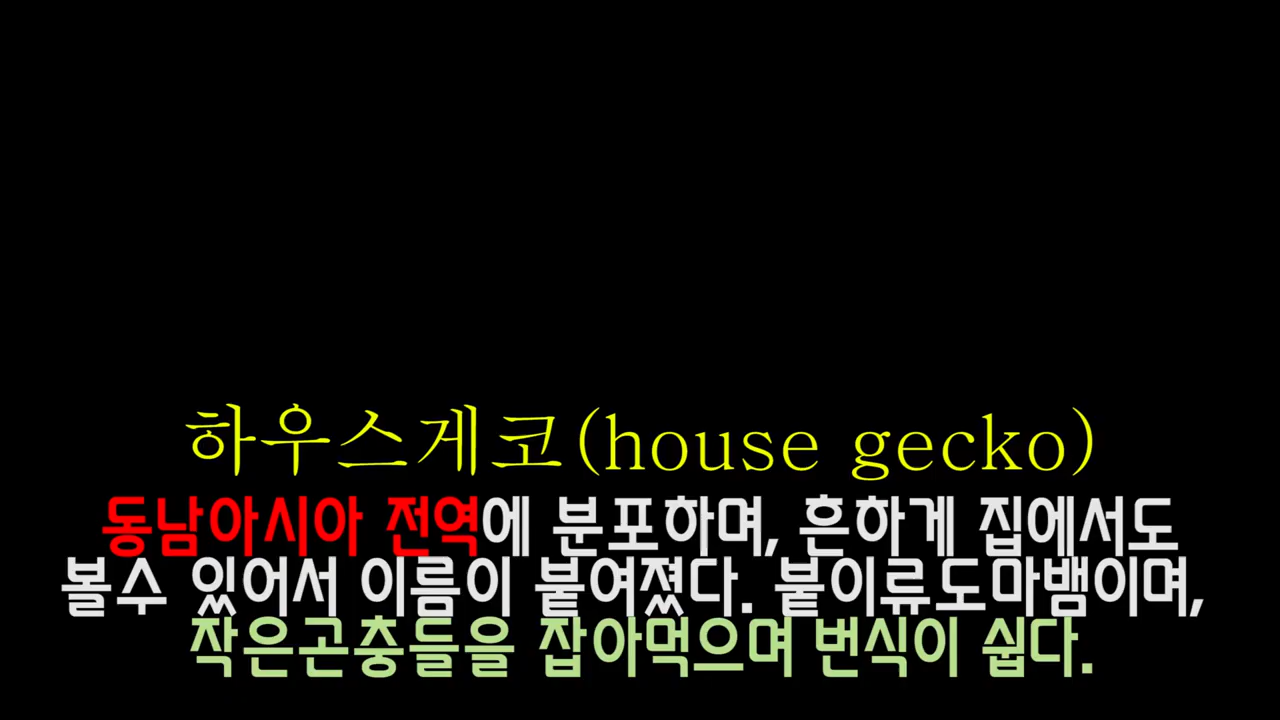 하우스게코(house gecko)
동남아시아 전역에 분포하며, 흔하게 집에서도
볼수 있어서 이름이 붙여졌다. 붙이류도마뱀이며,
작은곤충들을 잡아먹으며 번식이 쉽다.